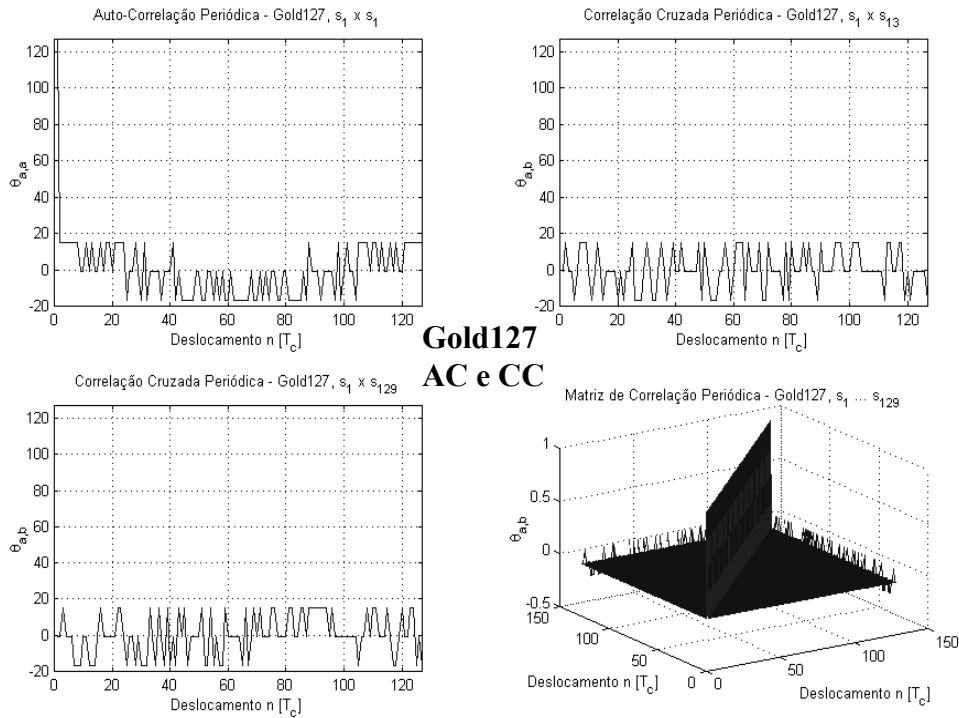 Auto-Correlação Periódica - Gold127, s1 x s1
120
100
80
60
40
20
0
-20
θa,a
0 20 40 60 80 100 120
Deslocamento n [Tc]
Correlação Cruzada Periódica - Gold127, s1 x s13
120
100
80
60
40
20
0
-20
θa,b
0 20 40 60 80 100 120
Deslocamento n [Tc]
Gold127
AC e CC
Correlação Cruzada Periódica - Gold127, s1 x s129
120
100
80
60
40
20
0
-20
θa,b
0 20 40 60 80 100 120
Deslocamento n [Tc]
Matriz de Correlação Periódica - Gold127, s1 ... s129
1
0.5
0
-0.5
θa,b
150 100 50 0
0 50 100 150
Deslocamento n [Tc]
Deslocamento n [Tc]